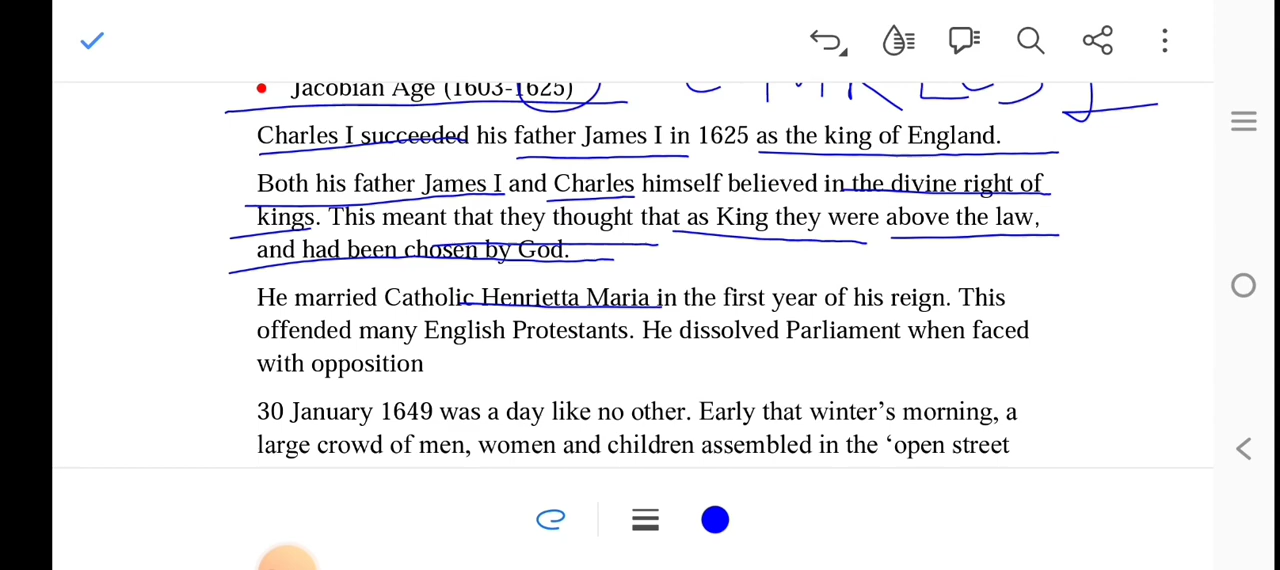 Jacobian Age (1603-1625)
CHARLES I
Charles I succeeded his father James I in 1625 as the king of England.
Both his father James I and Charles himself believed in the divine right of
kings. This meant that they thought that as King they were above the law,
and had been chosen by God.
He married Catholic Henrietta Maria in the first year of his reign. This
offended many English Protestants. He dissolved Parliament when faced
with opposition
30 January 1649 was a day like no other. Early that winter’s morning, a
large crowd of men, women and children assembled in the ‘open street